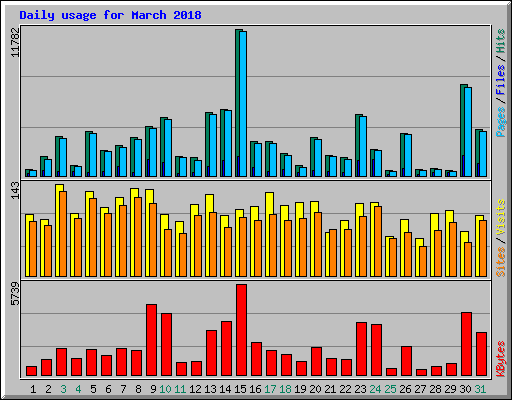 Daily usage for March 2018
11782
Pages / Files / Hits
143
Sites / Visits
5739
KBytes
1 2 3 4 5 6 7 8 9 10 11 12 13 14 15 16 17 18 19 20 21 22 23 24 25 26 27 28 29 30 31